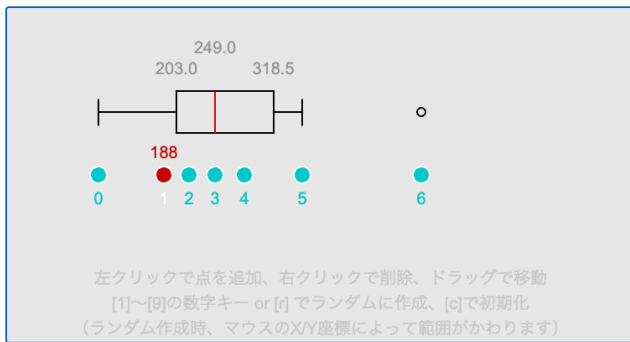 249.0
203.0 318.5
188
0 1 2 3 4 5 6
左クリックで点を追加、右クリックで削除、ドラッグで移動
[1]〜[9]の数字キー or [r] でランダムに作成、[c]で初期化
（ランダム作成時、マウスのX/Y座標によって範囲がかわります）